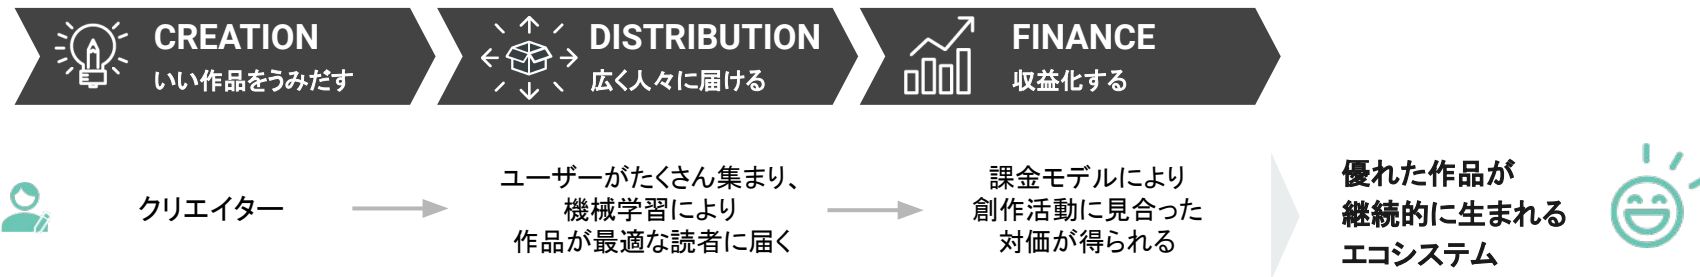 CREATION
いい作品をうみだす
DISTRIBUTION
広く人々に届ける
FINANCE
収益化する
クリエイター
ユーザーがたくさん集まり、
機械学習により
作品が最適な読者に届く
課金モデルにより
創作活動に見合った
対価が得られる
優れた作品が
継続的に生まれる
エコシステム